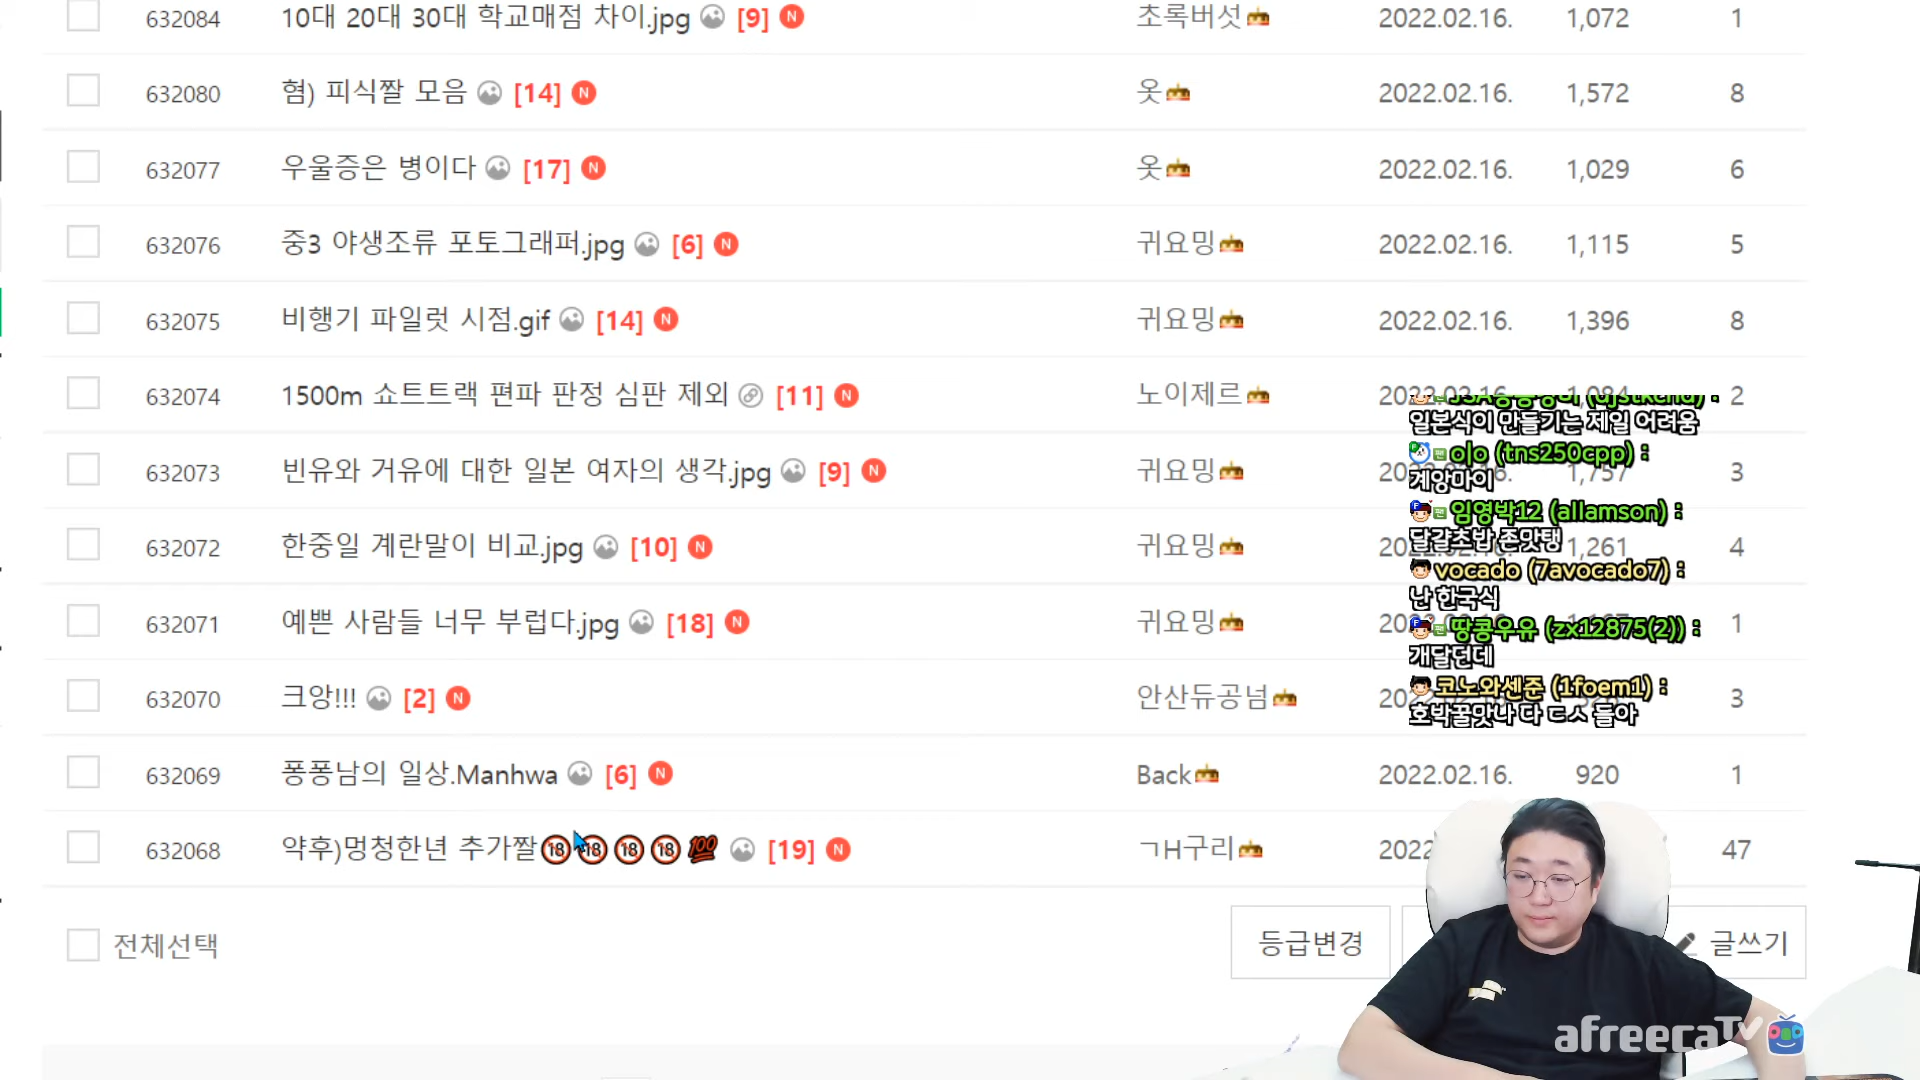 632084 10대 20대 30대 학교매점 차이.jpg [9] N 초록버섯 2022.02.16. 1,072 1
632080 혐) 피식짤 모음 [14] N 옷 2022.02.16. 1,572 8
632077 우울증은 병이다 [17] N 옷 2022.02.16. 1,029 6
632076 중3 야생조류 포토그래퍼.jpg [6] N 귀요밍 2022.02.16. 1,115 5
632075 비행기 파일럿 시점.gif [14] N 귀요밍 2022.02.16. 1,396 8
632074 1500m 쇼트트랙 편파 판정 심판 제외 [11] N 노이제르 2022.02.16. 1,084 2
일본식이 만들기는 제일 어려움
olo (tns250cpp) :
632073 빈유와 거유에 대한 일본 여자의 생각.jpg [9] N 귀요밍 1,757 3
계앙마이
임영박12 (allamson) :
632072 한중일 계란말이 비교.jpg [10] N 귀요밍 1,261 4
달걀초밥 존맛탱
vocado (7avocado7) :
난 한국식
632071 예쁜 사람들 너무 부럽다.jpg [18] N 귀요밍 1
땅콩우유 (zx12875(2)) :
개달던데
632070 크앙!!! [2] N 안산듀공넘 3
코노와센준 (1foem1) :
호박꿀맛나 다 ㄷㅅ 돌아
632069 퐁퐁남의 일상.Manhwa [6] N Back 2022.02.16. 920 1
632068 약후)멍청한년 추가짤 18 18 18 18 100 [19] N ㄱH구리 2022 47
전체선택 등급변경 글쓰기
afreecaTV